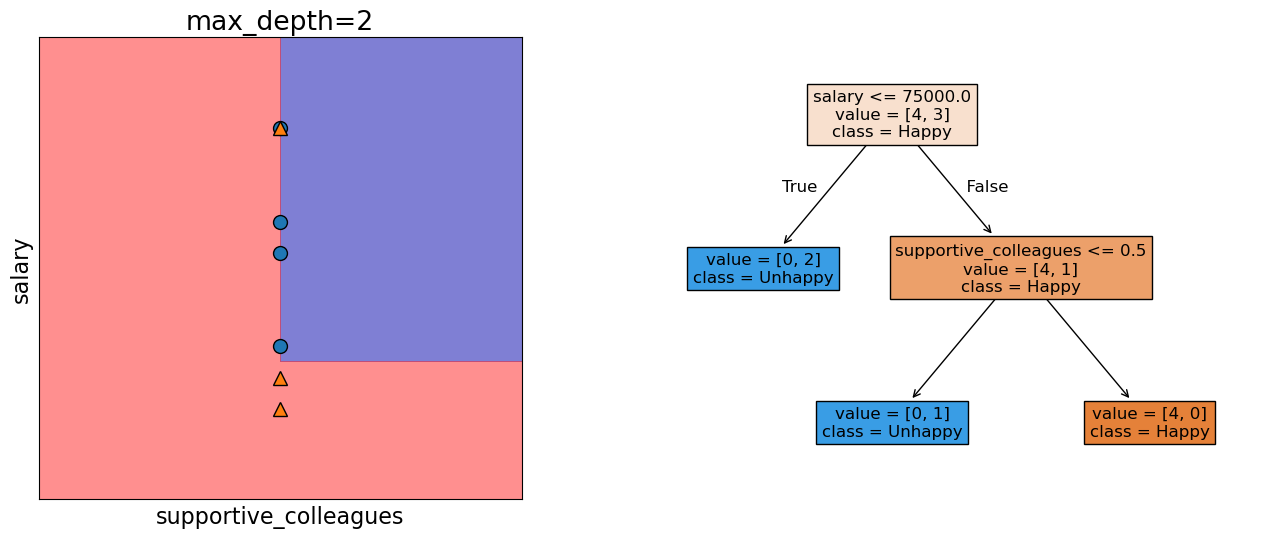 max_depth=2
salary
supportive_colleagues
salary <= 75000.0
value = [4, 3]
class = Happy
True
False
value = [0, 2]
class = Unhappy
supportive_colleagues <= 0.5
value = [4, 1]
class = Happy
value = [0, 1]
class = Unhappy
value = [4, 0]
class = Happy